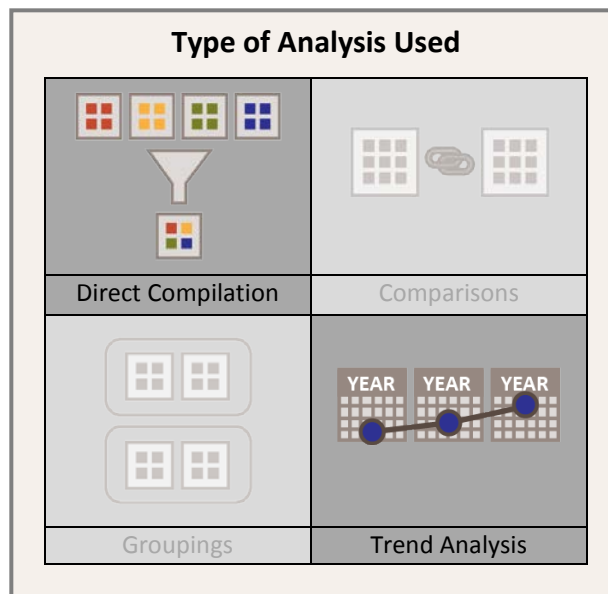 Type of Analysis Used
Direct Compilation
Comparisons
YEAR YEAR YEAR
Groupings
Trend Analysis